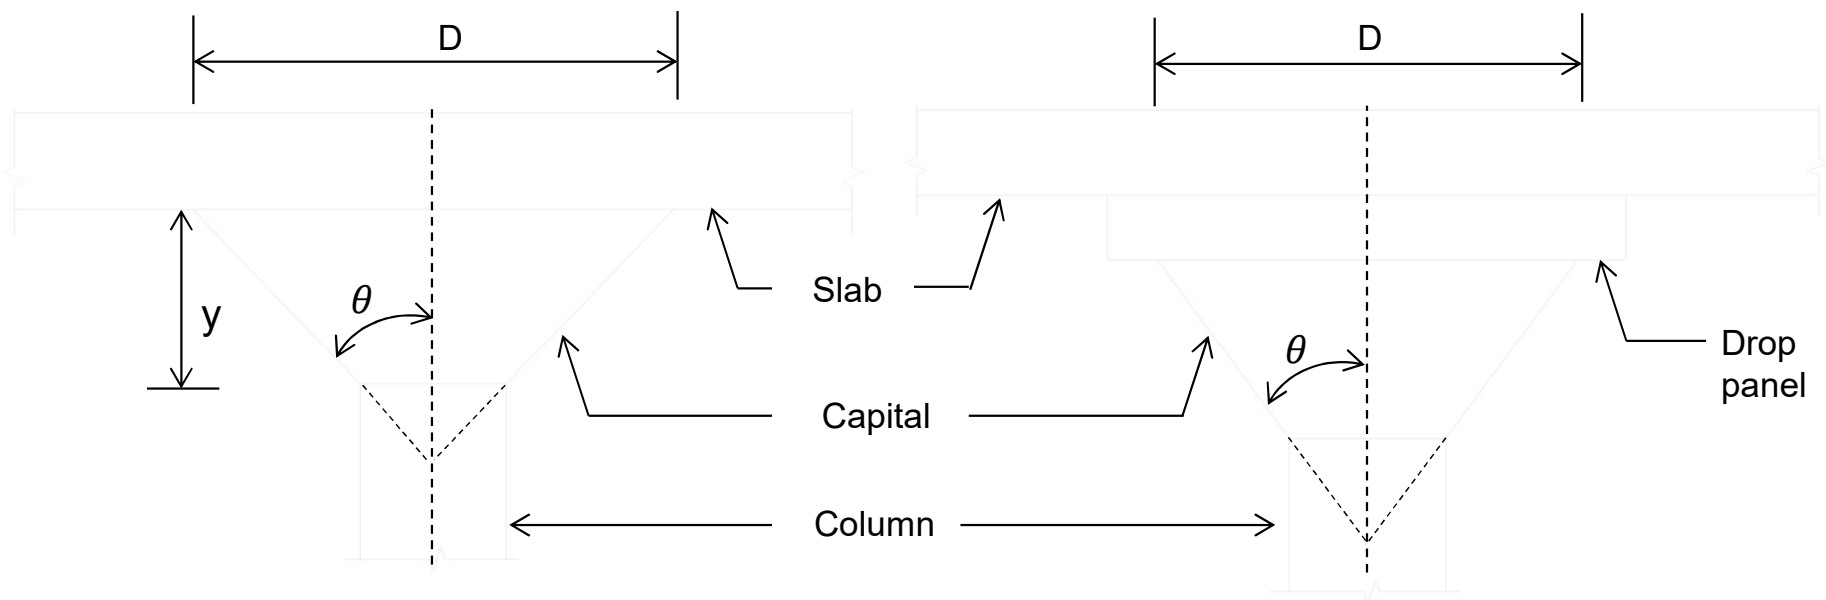 D
D
θ
y
Slab
θ
Drop
panel
Capital
Column